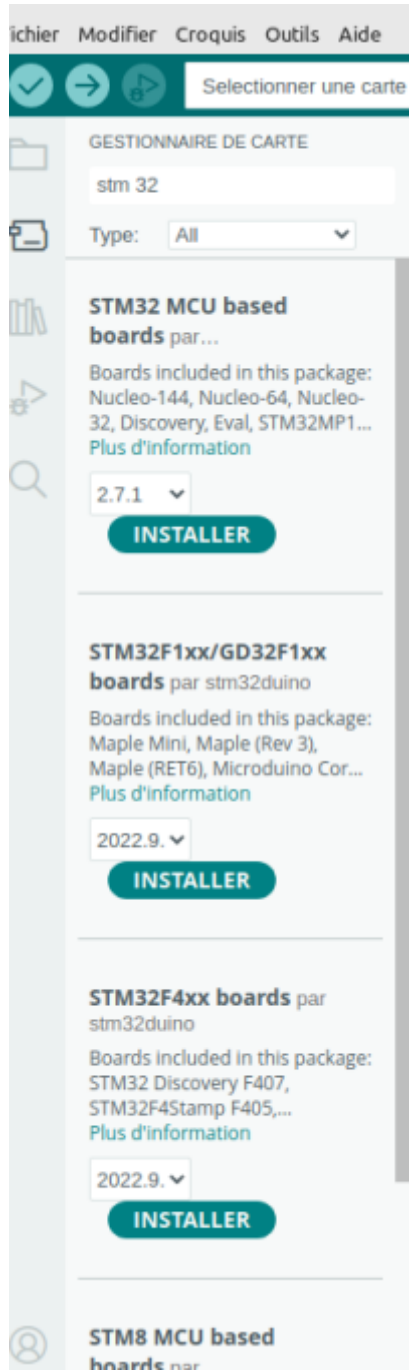 ichier Modifier Croquis Outils Aide
Selectionner une carte
GESTIONNAIRE DE CARTE
stm 32
Type: All
STM32 MCU based
boards par...
Boards included in this package:
Nucleo-144, Nucleo-64, Nucleo-
32, Discovery, Eval, STM32MP1...
Plus d'information
2.7.1
INSTALLER
STM32F1xx/GD32F1xx
boards par stm32duino
Boards included in this package:
Maple Mini, Maple (Rev 3),
Maple (RET6), Microduino Cor...
Plus d'information
2022.9.
INSTALLER
STM32F4xx boards par
stm32duino
Boards included in this package:
STM32 Discovery F407,
STM32F4Stamp F405,...
Plus d'information
2022.9.
INSTALLER
STM8 MCU based
boards par